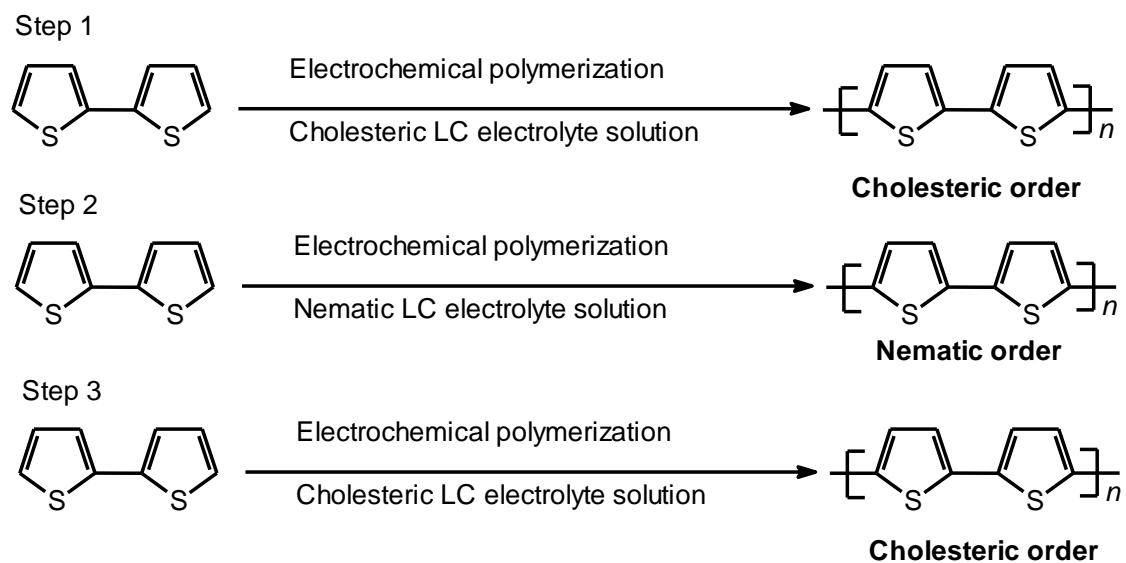 Step 1
Electrochemical polymerization
Cholesteric LC electrolyte solution
S
S
S
S
n
Cholesteric order
Step 2
Electrochemical polymerization
Nematic LC electrolyte solution
S
S
S
S
n
Nematic order
Step 3
Electrochemical polymerization
Cholesteric LC electrolyte solution
S
S
S
S
n
Cholesteric order